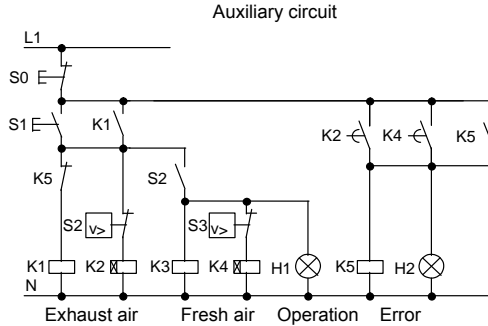 Auxiliary circuit
L1
S0
S1 K1 K2 K4 K5
K5 S2
S2 v> S3 v>
K1 K2 K3 K4 H1 K5 H2
N
Exhaust air Fresh air Operation Error